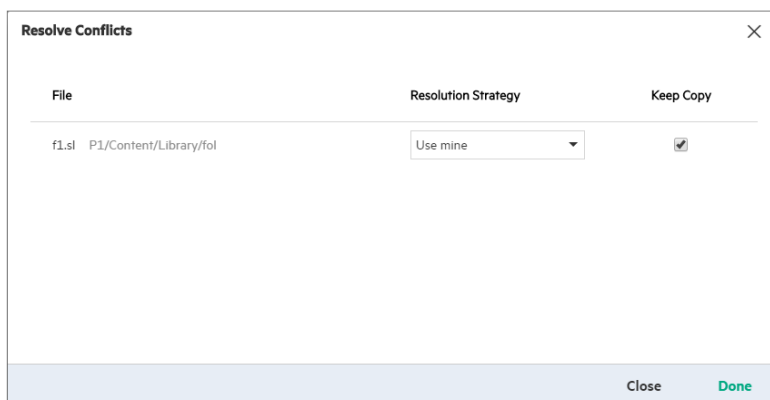 Resolve Conflicts
File Resolution Strategy Keep Copy
f1.sl P1/Content/Library/fol Use mine
Close Done